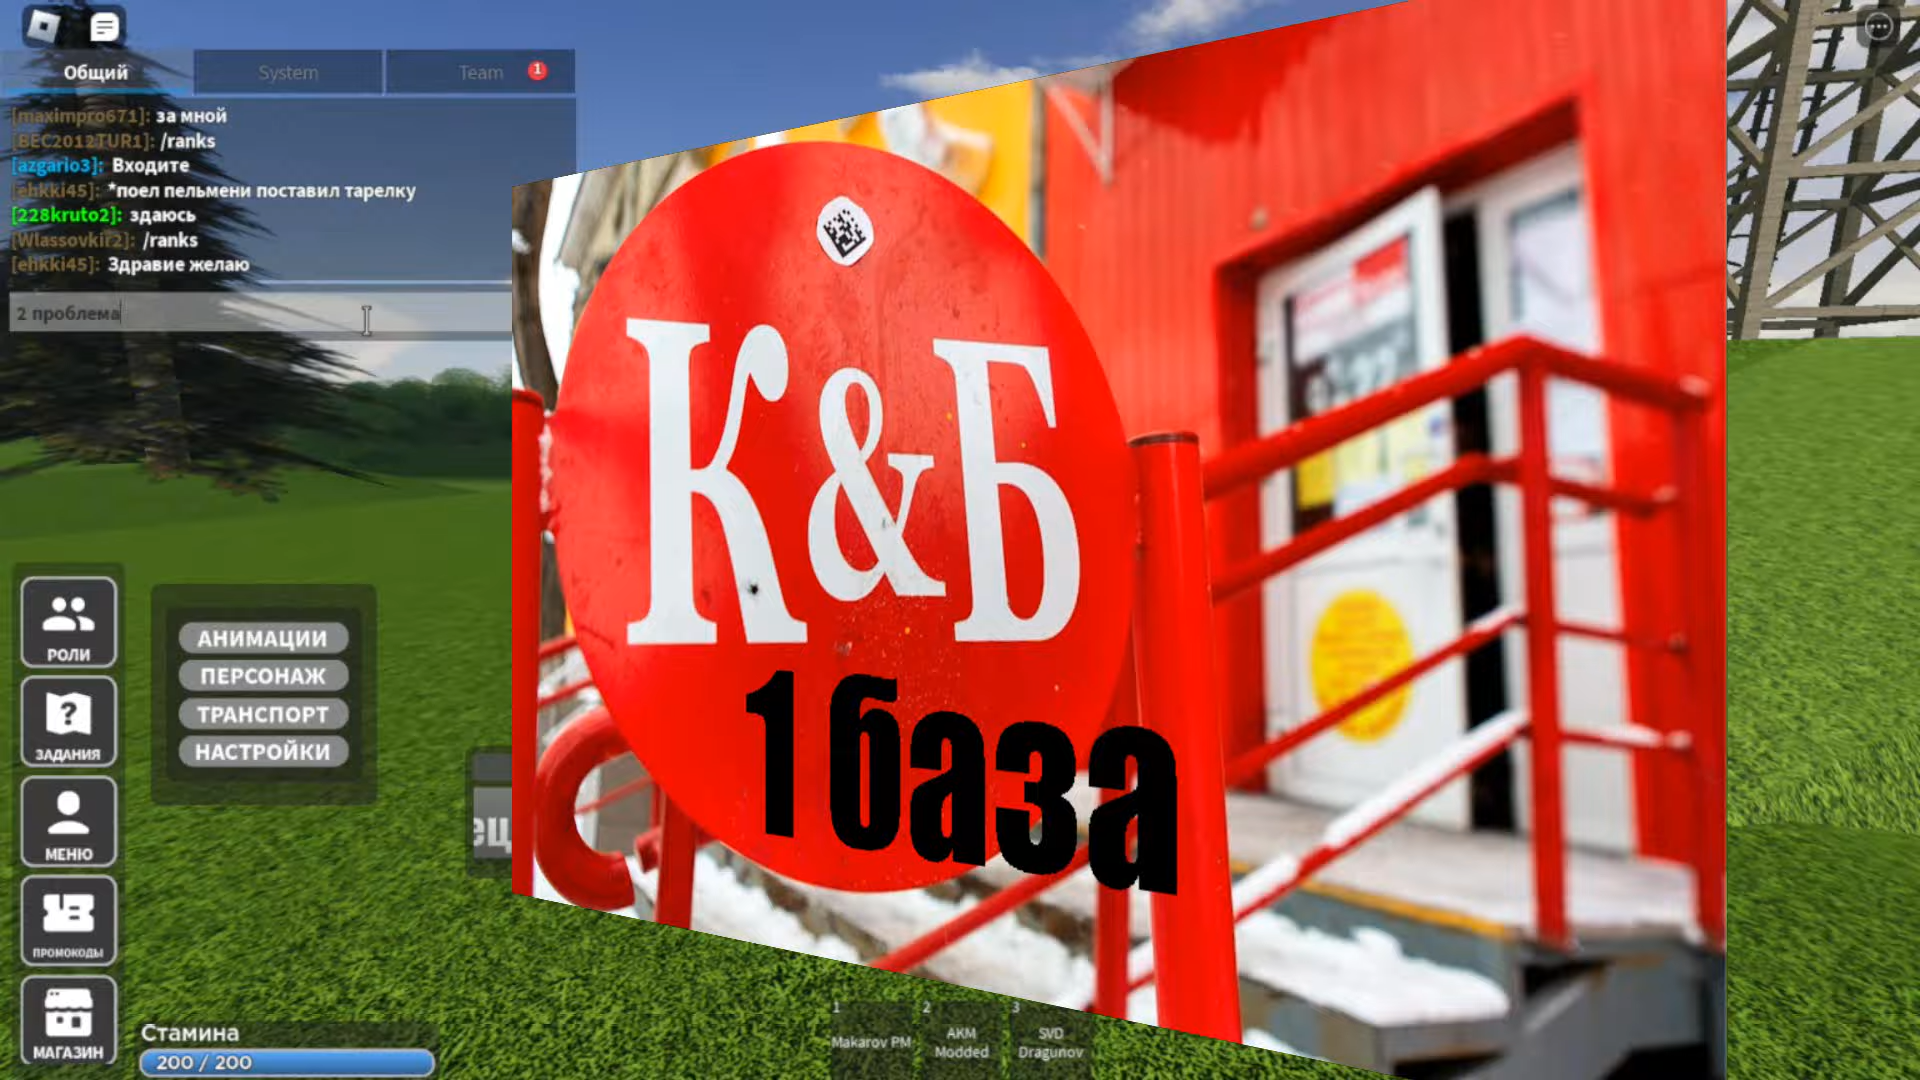 Общий
System
Team
1
[maximpro671]: за мной
[BEC2012TUR1]: /ranks
[azgario3]: Входите
[ehkki45]: *поел пельмени поставил тарелку
[228kruto2]: здаюсь
[Wlassovkir2]: /ranks
[ehkki45]: Здравие желаю
2 проблема
К&Б
1 база
РОЛИ
ЗАДАНИЯ
МЕНЮ
ПРОМОКОДЫ
МАГАЗИН
АНИМАЦИИ
ПЕРСОНАЖ
ТРАНСПОРТ
НАСТРОЙКИ
Стамина
200 / 200
1
Makarov PM
2
AKM
Modded
3
SVD
Dragunov